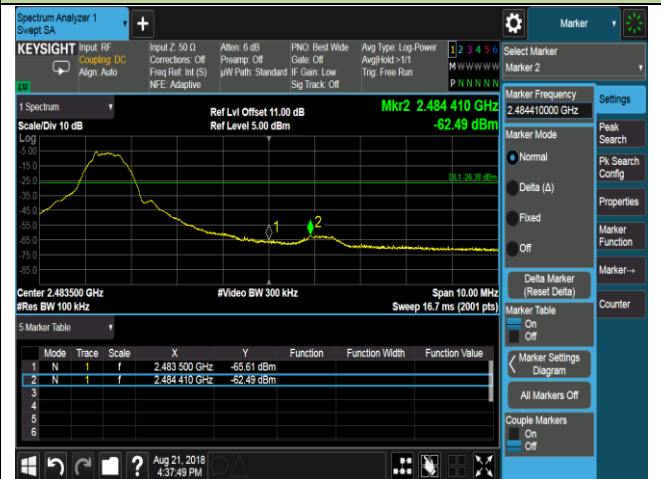 Spectrum Analyzer 1
Swept SA
+
Marker
KEYSIGHT Input: RF Input Z: 50 Ω Atten: 6 dB PNO: Best Wide Avg Type: Log-Power 1 2 3 4 5 6
Coupling: DC Corrections: Off Preamp: Off Gate: Off Avg|Hold:>1/1 M W W W W W
Align: Auto Freq Ref: Int (S) µW Path: Standard IF Gain: Low Trig: Free Run
NFE: Adaptive Sig Track: Off P N N N N N
LXI
Select Marker
Marker 2
1 Spectrum
Ref Lvl Offset 11.00 dB
Mkr2 2.484 410 GHz
Scale/Div 10 dB
Ref Level 5.00 dBm
-62.49 dBm
Log
-5.00
-15.0
-25.0
-35.0
-45.0
-55.0
-65.0
-75.0
-85.0
DL1 -26.38 dBm
1
2
Center 2.483500 GHz
#Video BW 300 kHz
Span 10.00 MHz
#Res BW 100 kHz
Sweep 16.7 ms (2001 pts)
5 Marker Table
Mode Trace Scale X Y Function Function Width Function Value
1 N 1 f 2.483 500 GHz -65.61 dBm
2 N 1 f 2.484 410 GHz -62.49 dBm
3
4
5
6
Marker Frequency
2.484410000 GHz
Marker Mode
Normal
Delta (Δ)
Fixed
Off
Delta Marker
(Reset Delta)
Marker Table
On
Off
Marker Settings
Diagram
All Markers Off
Couple Markers
On
Off
Settings
Peak
Search
Pk Search
Config
Properties
Marker
Function
Marker→
Counter
?
Aug 21, 2018
4:37:49 PM